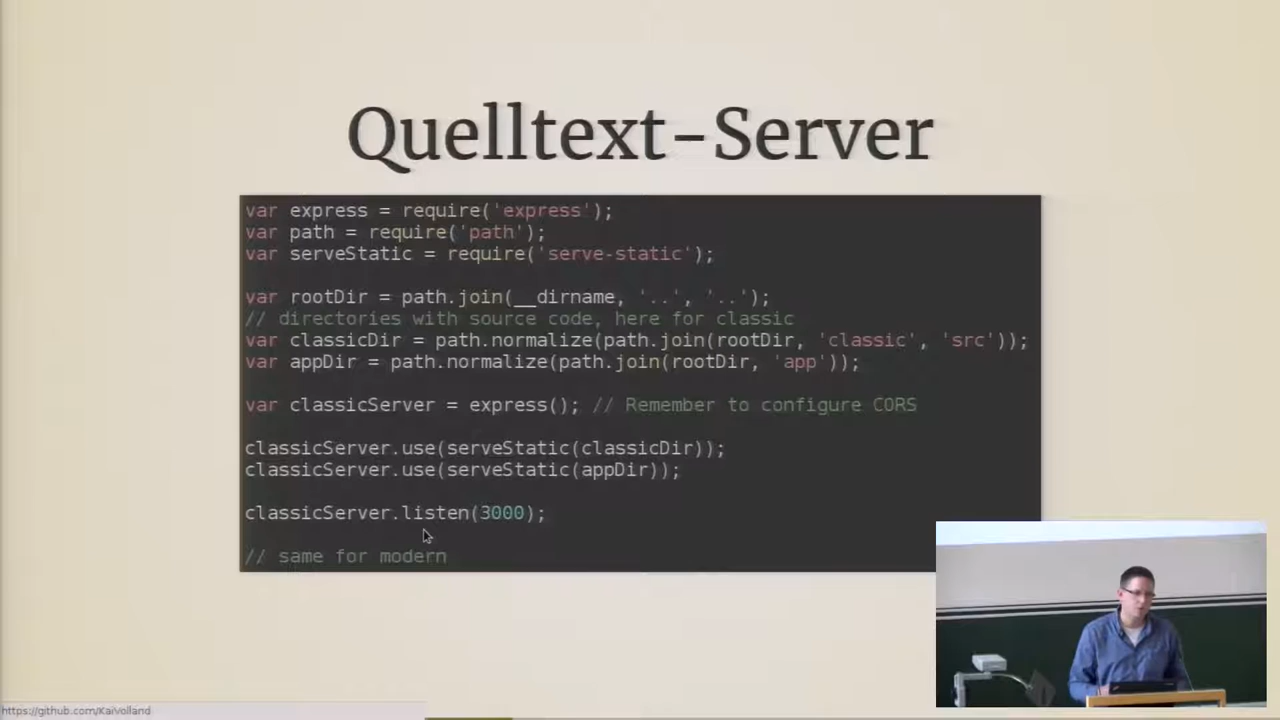 Quelltext-Server
var express = require('express');
var path = require('path');
var serveStatic = require('serve-static');
var rootDir = path.join(__dirname, '..', '..');
// directories with source code, here for classic
var classicDir = path.normalize(path.join(rootDir, 'classic', 'src'));
var appDir = path.normalize(path.join(rootDir, 'app'));
var classicServer = express(); // Remember to configure CORS
classicServer.use(serveStatic(classicDir));
classicServer.use(serveStatic(appDir));
classicServer.listen(3000);
// same for modern
https://github.com/KaiVolland